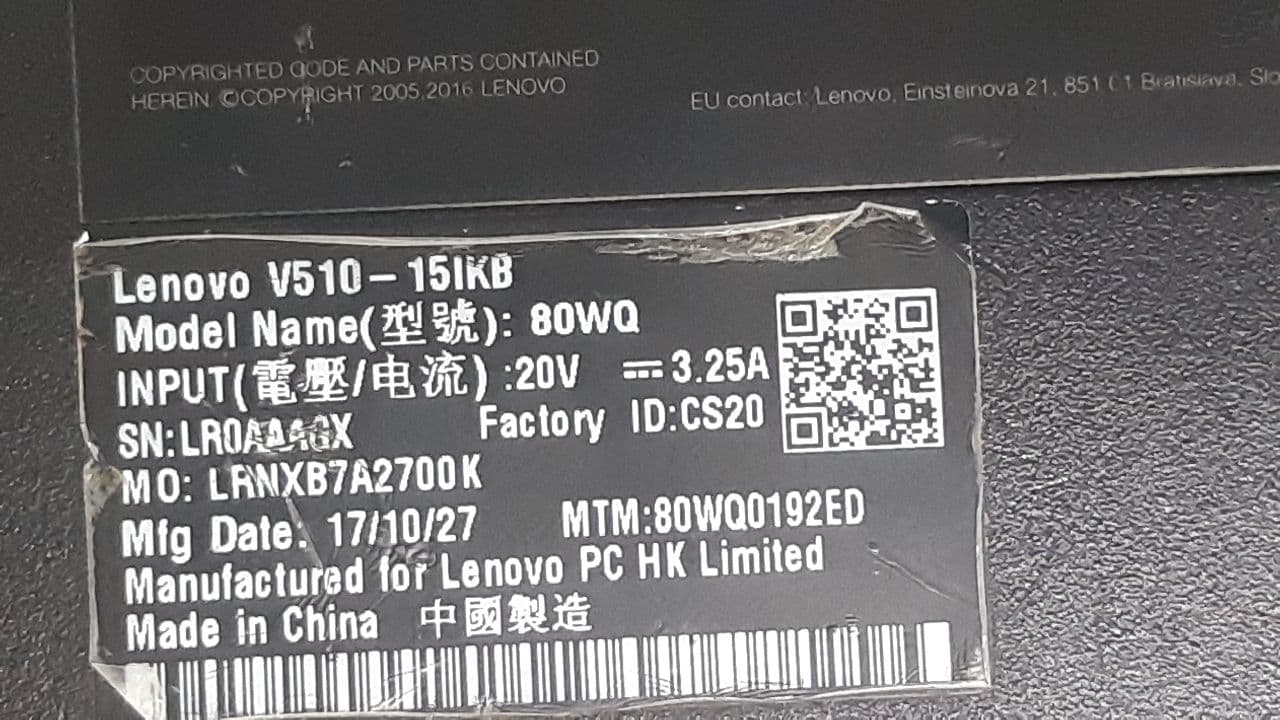 COPYRIGHTED CODE AND PARTS CONTAINED
HEREIN ©COPYRIGHT 2005,2016 LENOVO
EU contact: Lenovo, Einsteinova 21, 851 01 Bratislava,
Lenovo V510-15IKB
Model Name(型號): 80WQ
INPUT(電壓/电流) :20V ⎓3.25A
SN: Factory ID:CS20
MO: LRNXB7A2700K
Mfg Date: 17/10/27 MTM:80WQ0192ED
Manufactured for Lenovo PC HK Limited
Made in China 中國製造